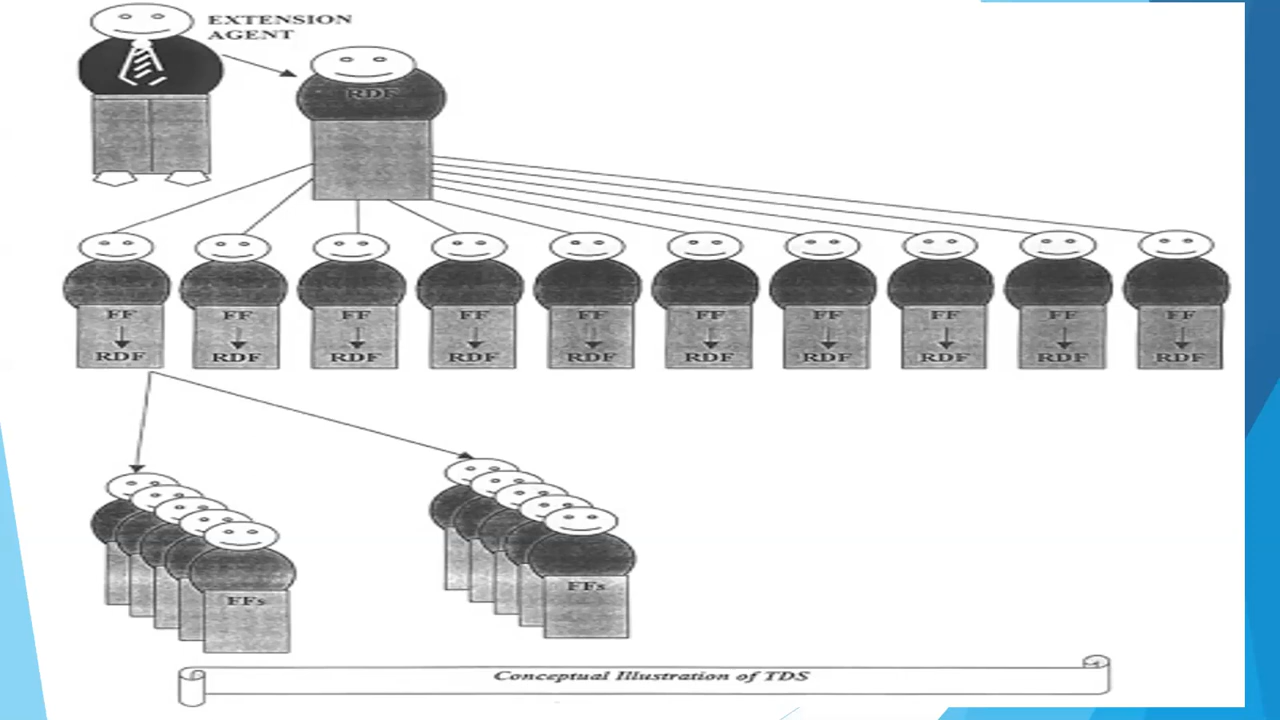 EXTENSION
AGENT
RDF
FF FF FF FF FF FF FF FF FF FF
RDF RDF RDF RDF RDF RDF RDF RDF RDF RDF
FFs
FFs
Conceptual Illustration of TDS